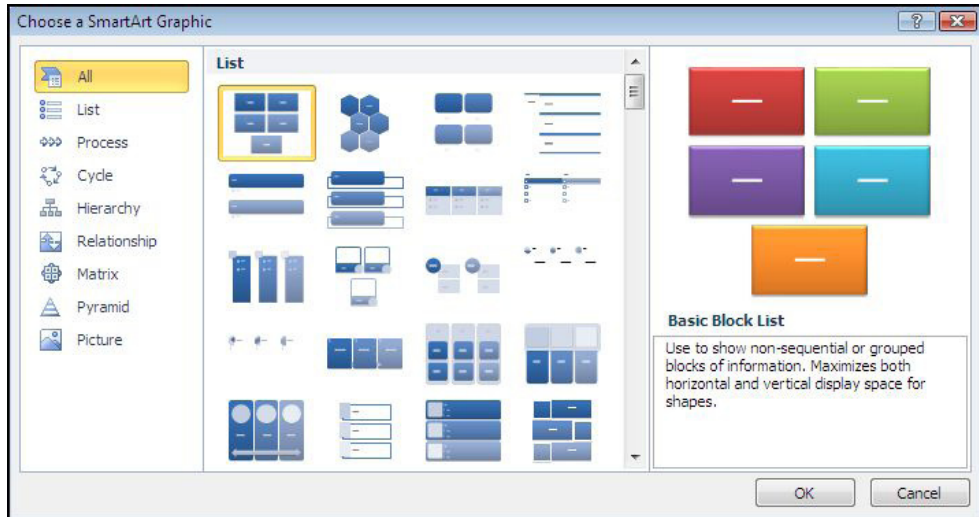 Choose a SmartArt Graphic
All
List
Process
Cycle
Hierarchy
Relationship
Matrix
Pyramid
Picture
List
Basic Block List
Use to show non-sequential or grouped
blocks of information. Maximizes both
horizontal and vertical display space for
shapes.
OK
Cancel